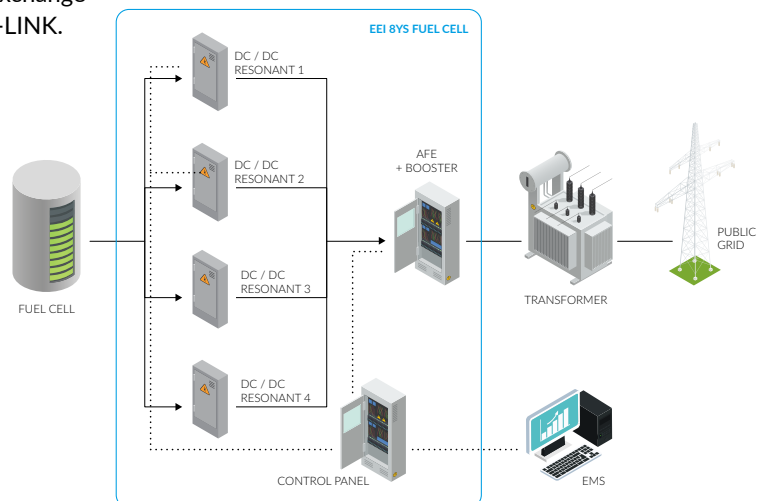 -LINK.
EEI 8YS FUEL CELL
DC / DC
RESONANT 1
DC / DC
RESONANT 2
AFE
+ BOOSTER
PUBLIC
GRID
DC / DC
RESONANT 3
FUEL CELL
TRANSFORMER
DC / DC
RESONANT 4
CONTROL PANEL
EMS